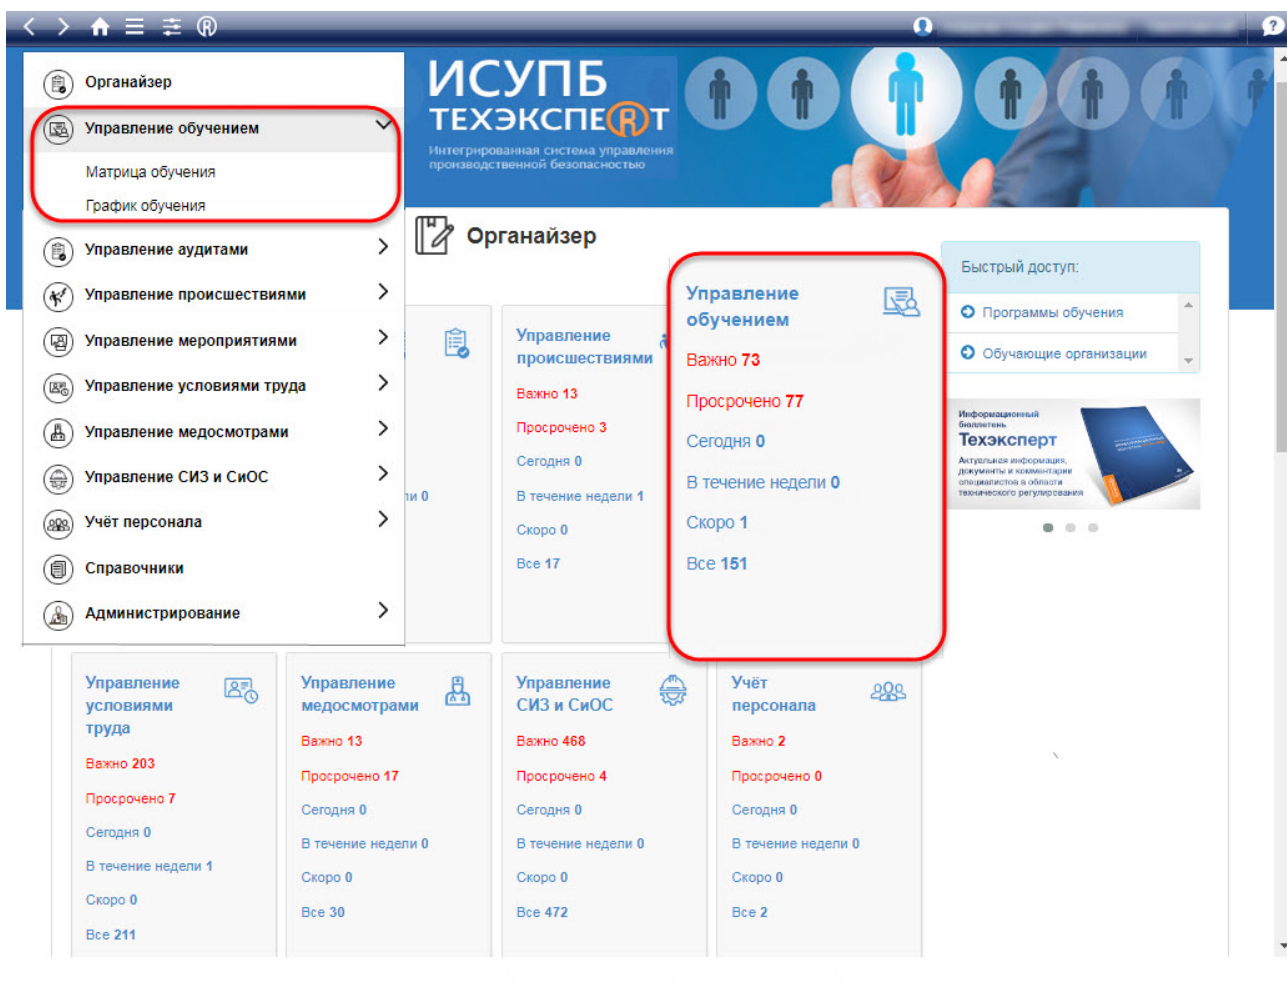 Органайзер
Управление обучением
Матрица обучения
График обучения
Управление аудитами
Управление происшествиями
Управление мероприятиями
Управление условиями труда
Управление медосмотрами
Управление СИЗ и СиОС
Учёт персонала
Справочники
Администрирование
ИСУПБ
ТЕХЭКСПЕRТ
Интегрированная система управления
производственной безопасностью
Органайзер
ли 0
Управление
происшествиями
Важно 13
Просрочено 3
Сегодня 0
В течение недели 1
Скоро 0
Все 17
Управление
обучением
Важно 73
Просрочено 77
Сегодня 0
В течение недели 0
Скоро 1
Все 151
Быстрый доступ:
Программы обучения
Обучающие организации
Информационный
бюллетень
Техэксперт
Актуальная информация,
документы и комментарии
специалистов в области
технического регулирования
Управление
условиями
труда
Важно 203
Просрочено 7
Сегодня 0
В течение недели 1
Скоро 0
Все 211
Управление
медосмотрами
Важно 13
Просрочено 17
Сегодня 0
В течение недели 0
Скоро 0
Все 30
Управление
СИЗ и СиОС
Важно 468
Просрочено 4
Сегодня 0
В течение недели 0
Скоро 0
Все 472
Учёт
персонала
Важно 2
Просрочено 0
Сегодня 0
В течение недели 0
Скоро 0
Все 2